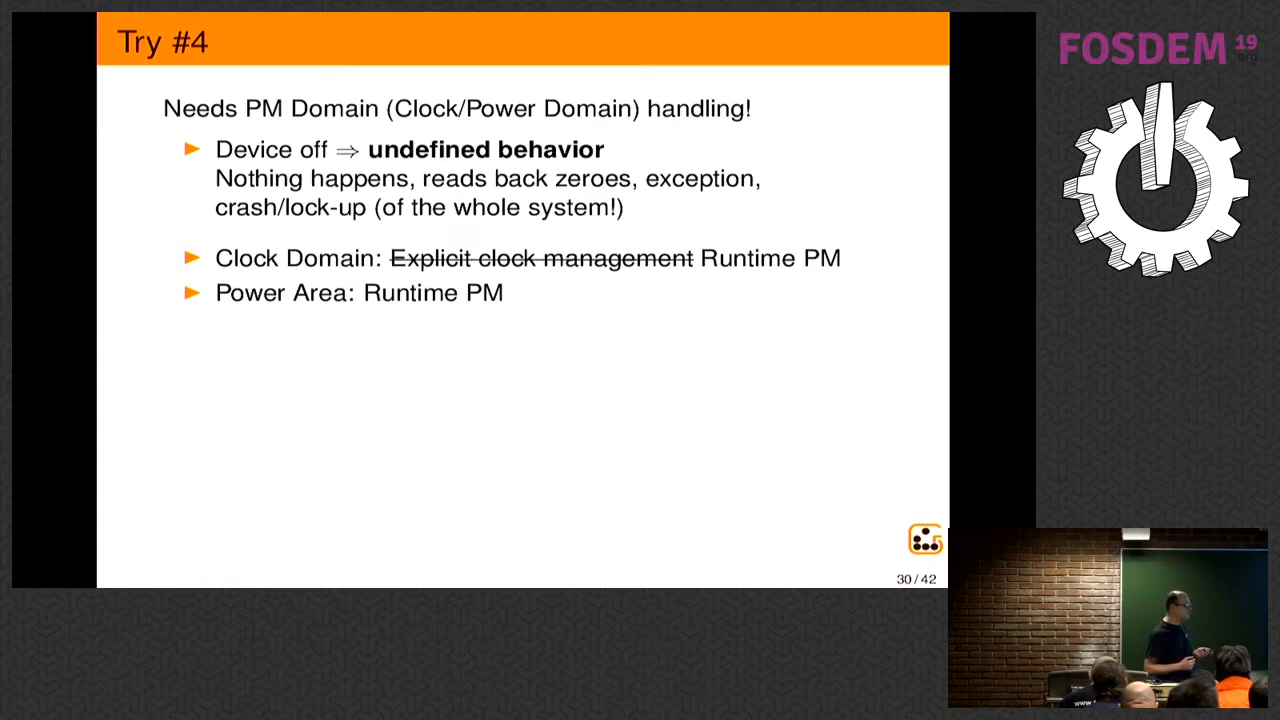 Try #4
FOSDEM 19
.org
Needs PM Domain (Clock/Power Domain) handling!
Device off ⇒ undefined behavior
Nothing happens, reads back zeroes, exception,
crash/lock-up (of the whole system!)
Clock Domain: Explicit clock management Runtime PM
Power Area: Runtime PM
30 / 42
www.